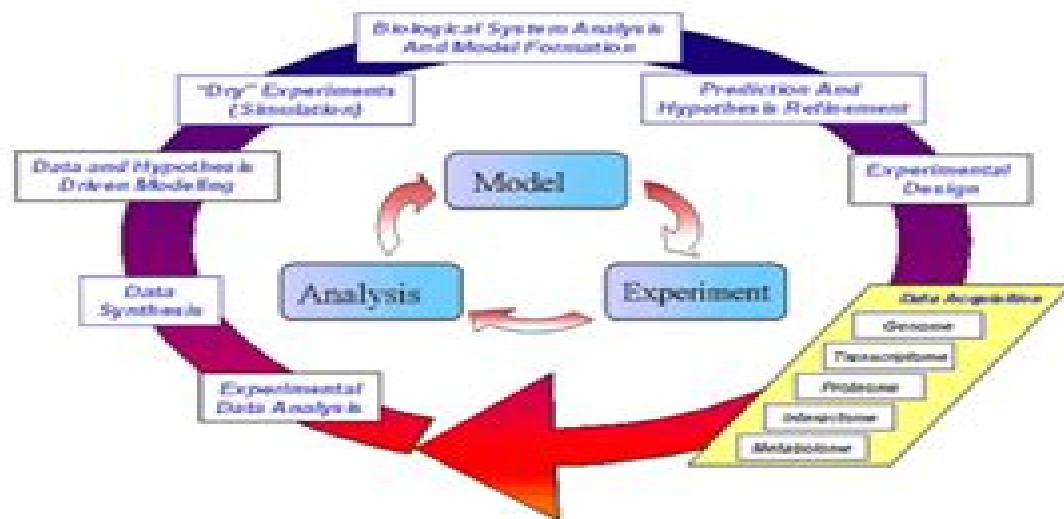 Biological System Analysis
And Model Formation
"Dry" Experiments
(Simulation)
Prediction And
Hypothesis Refinement
Data and Hypothesis
Driven Modelling
Experimental
Design
Model
Analysis
Experiment
Data
Synthesis
Data Acquisition
Genome
Transcriptome
Proteome
Interactome
Metabolome
Experimental
Data Analysis